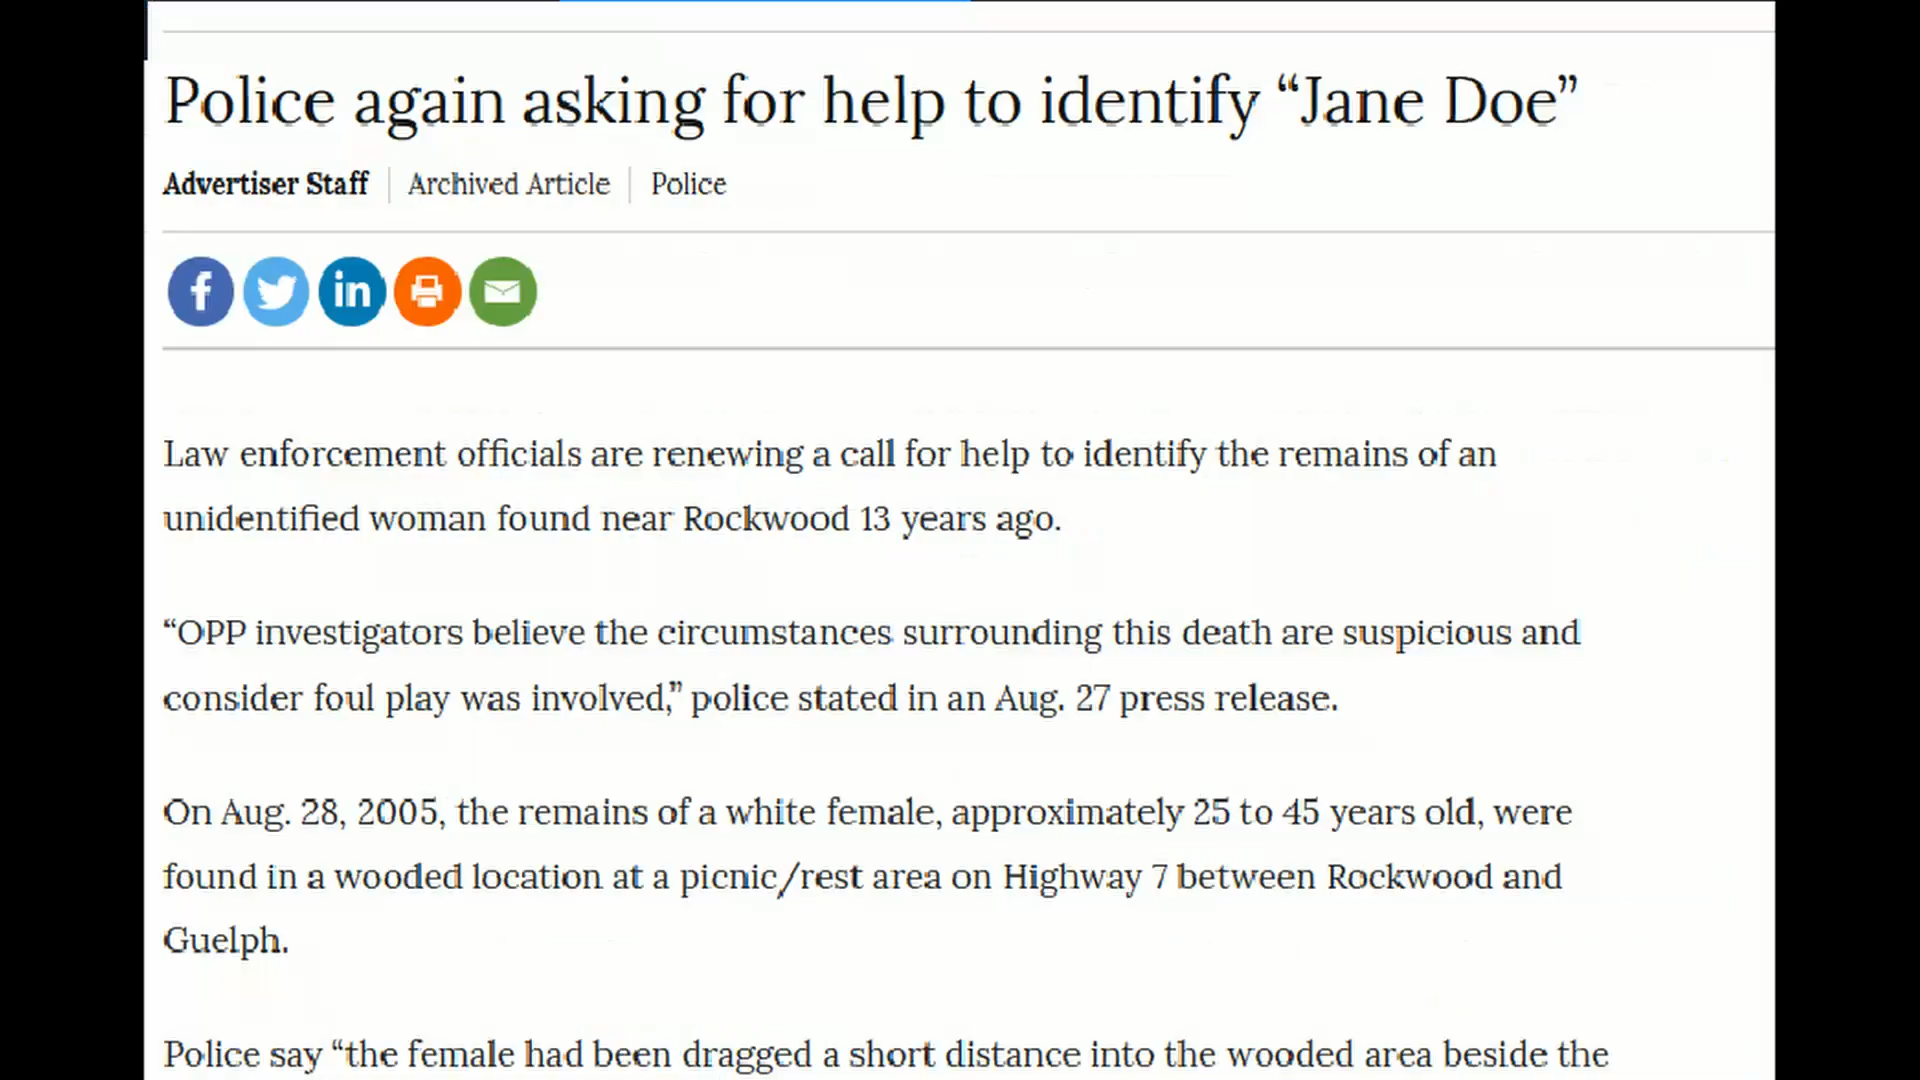 Police again asking for help to identify “Jane Doe”
Advertiser Staff | Archived Article | Police
f in
Law enforcement officials are renewing a call for help to identify the remains of an
unidentified woman found near Rockwood 13 years ago.
“OPP investigators believe the circumstances surrounding this death are suspicious and
consider foul play was involved,” police stated in an Aug. 27 press release.
On Aug. 28, 2005, the remains of a white female, approximately 25 to 45 years old, were
found in a wooded location at a picnic/rest area on Highway 7 between Rockwood and
Guelph.
Police say “the female had been dragged a short distance into the wooded area beside the